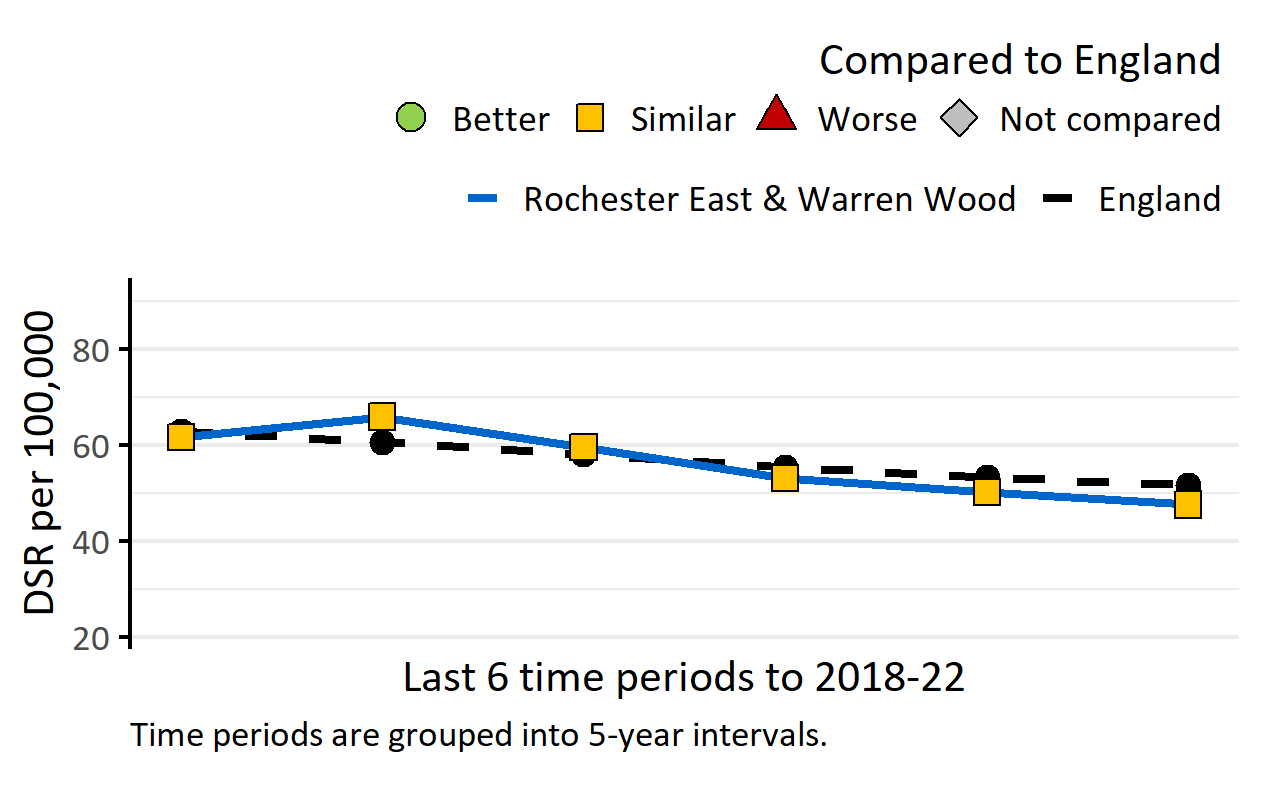 Compared to England
Better Similar Worse Not compared
Rochester East & Warren Wood England
DSR per 100,000
80
60
40
20
Last 6 time periods to 2018-22
Time periods are grouped into 5-year intervals.